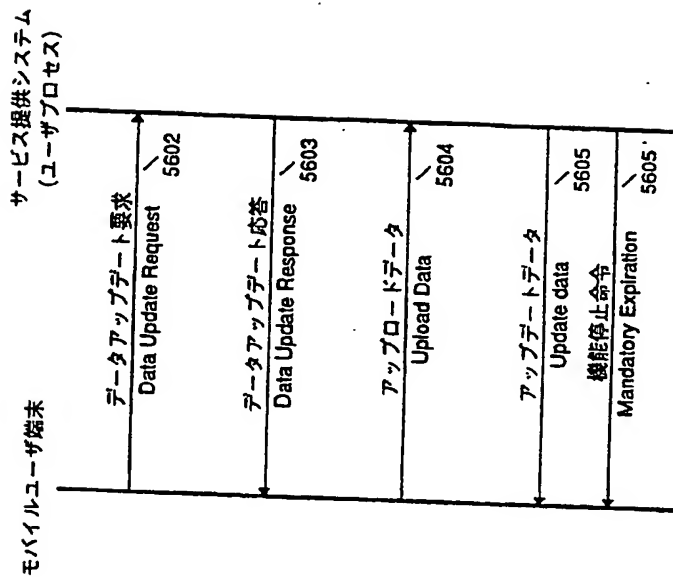 モバイルユーザ端末
サービス提供システム
(ユーザプロセス)
データアップデート要求
Data Update Request
5602
データアップデート応答
Data Update Response
5603
アップロードデータ
Upload Data
5604
アップデートデータ
Update data
5605
機能停止命令
Mandatory Expiration
5605'